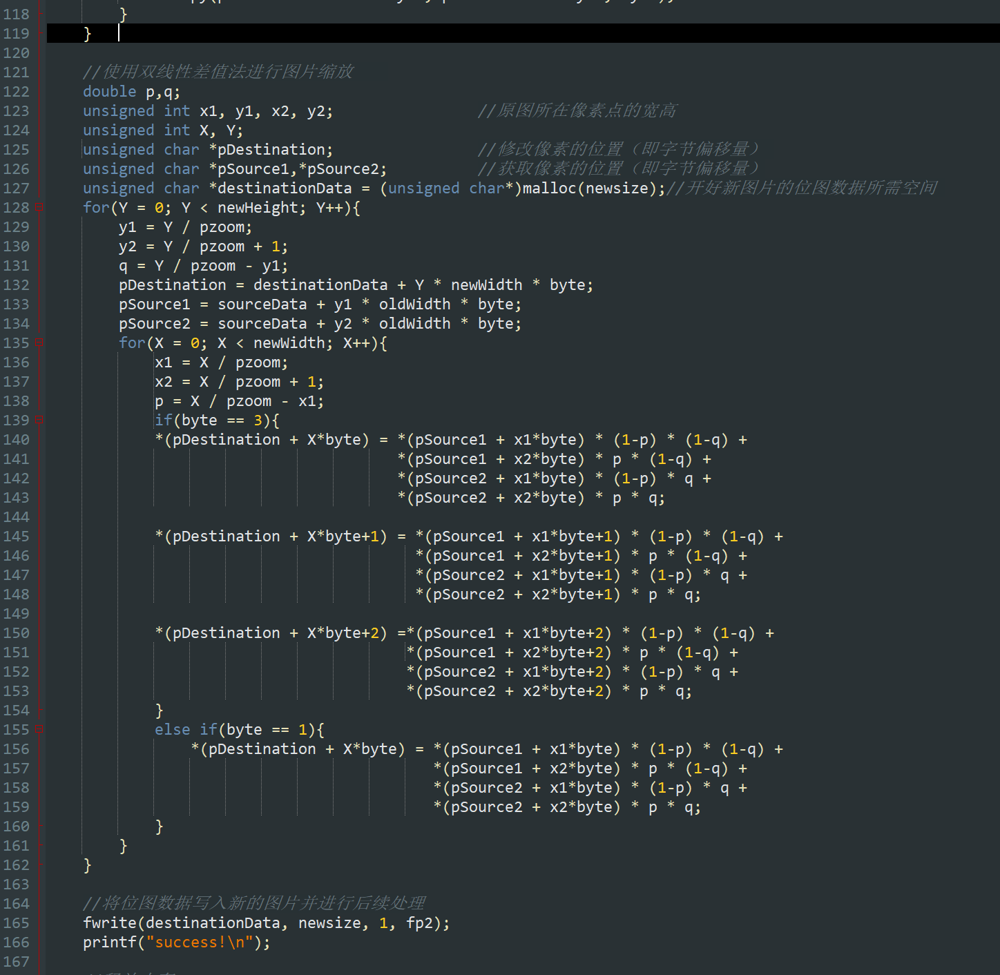 118 }
119 }
120
121 //使用双线性差值法进行图片缩放
122 double p,q;
123 unsigned int x1, y1, x2, y2; //原图所在像素点的宽高
124 unsigned int X, Y;
125 unsigned char *pDestination; //修改像素的位置（即字节偏移量）
126 unsigned char *pSource1,*pSource2; //获取像素的位置（即字节偏移量）
127 unsigned char *destinationData = (unsigned char*)malloc(newsize);//开好新图片的位图数据所需空间
128 for(Y = 0; Y < newHeight; Y++){
129 y1 = Y / pzoom;
130 y2 = Y / pzoom + 1;
131 q = Y / pzoom - y1;
132 pDestination = destinationData + Y * newWidth * byte;
133 pSource1 = sourceData + y1 * oldWidth * byte;
134 pSource2 = sourceData + y2 * oldWidth * byte;
135 for(X = 0; X < newWidth; X++){
136 x1 = X / pzoom;
137 x2 = X / pzoom + 1;
138 p = X / pzoom - x1;
139 if(byte == 3){
140 *(pDestination + X*byte) = *(pSource1 + x1*byte) * (1-p) * (1-q) +
141 *(pSource1 + x2*byte) * p * (1-q) +
142 *(pSource2 + x1*byte) * (1-p) * q +
143 *(pSource2 + x2*byte) * p * q;
144
145 *(pDestination + X*byte+1) = *(pSource1 + x1*byte+1) * (1-p) * (1-q) +
146 *(pSource1 + x2*byte+1) * p * (1-q) +
147 *(pSource2 + x1*byte+1) * (1-p) * q +
148 *(pSource2 + x2*byte+1) * p * q;
149
150 *(pDestination + X*byte+2) =*(pSource1 + x1*byte+2) * (1-p) * (1-q) +
151 *(pSource1 + x2*byte+2) * p * (1-q) +
152 *(pSource2 + x1*byte+2) * (1-p) * q +
153 *(pSource2 + x2*byte+2) * p * q;
154 }
155 else if(byte == 1){
156 *(pDestination + X*byte) = *(pSource1 + x1*byte) * (1-p) * (1-q) +
157 *(pSource1 + x2*byte) * p * (1-q) +
158 *(pSource2 + x1*byte) * (1-p) * q +
159 *(pSource2 + x2*byte) * p * q;
160 }
161 }
162 }
163
164 //将位图数据写入新的图片并进行后续处理
165 fwrite(destinationData, newsize, 1, fp2);
166 printf("success!\n");
167